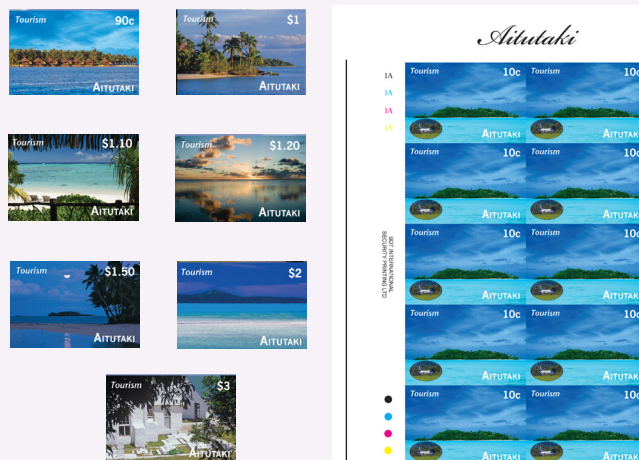 Tourism 90c
AITUTAKI
Tourism $1
AITUTAKI
Tourism $1.10
AITUTAKI
Tourism $1.20
AITUTAKI
Tourism $1.50
AITUTAKI
Tourism $2
AITUTAKI
Tourism $3
AITUTAKI
Aitutaki
1A
1A
1A
1A
BDT INTERNATIONAL
SECURITY PRINTING LTD
Tourism 10c Tourism 10c
AITUTAKI AITUTAKI
Tourism 10c Tourism 10c
AITUTAKI AITUTAKI
Tourism 10c Tourism 10c
AITUTAKI AITUTAKI
Tourism 10c Tourism 10c
AITUTAKI AITUTAKI
Tourism 10c Tourism 10c
AITUTAKI AITUTAKI